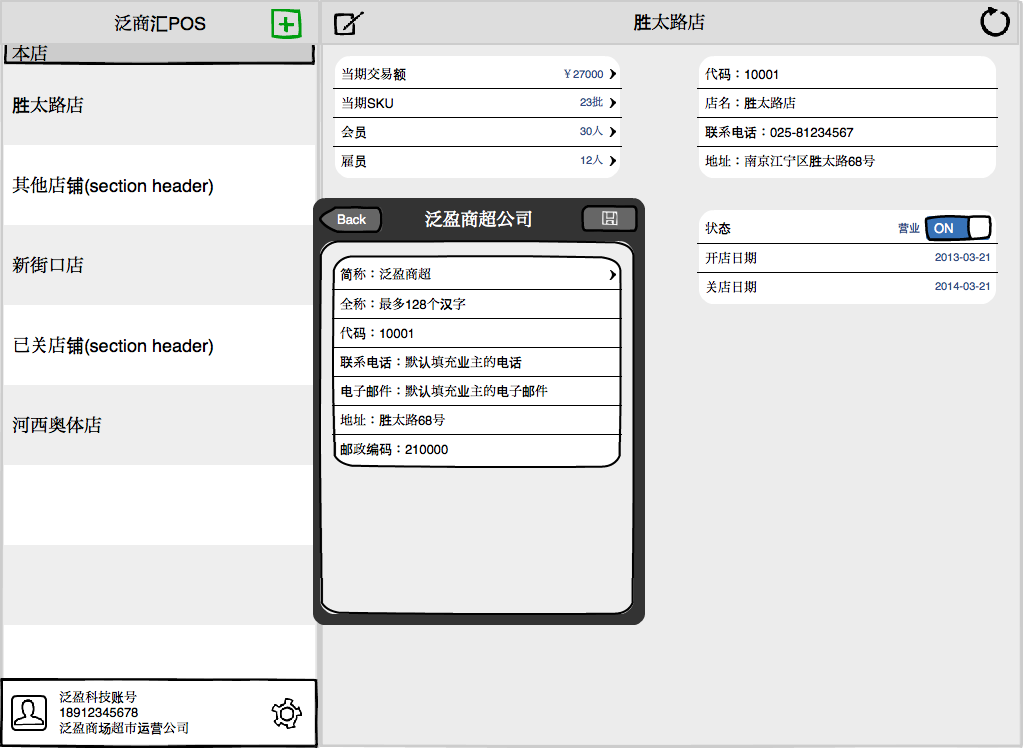 泛商汇POS
本店
胜太路店
其他店铺(section header)
新街口店
已关店铺(section header)
河西奥体店
泛盈科技账号
18912345678
泛盈商场超市运营公司
胜太路店
当期交易额 ￥27000
当期SKU 23批
会员 30人
雇员 12人
代码：10001
店名：胜太路店
联系电话：025-81234567
地址：南京江宁区胜太路68号
状态 营业 ON
开店日期 2013-03-21
关店日期 2014-03-21
Back 泛盈商超公司
简称：泛盈商超
全称：最多128个汉字
代码：10001
联系电话：默认填充业主的电话
电子邮件：默认填充业主的电子邮件
地址：胜太路68号
邮政编码：210000